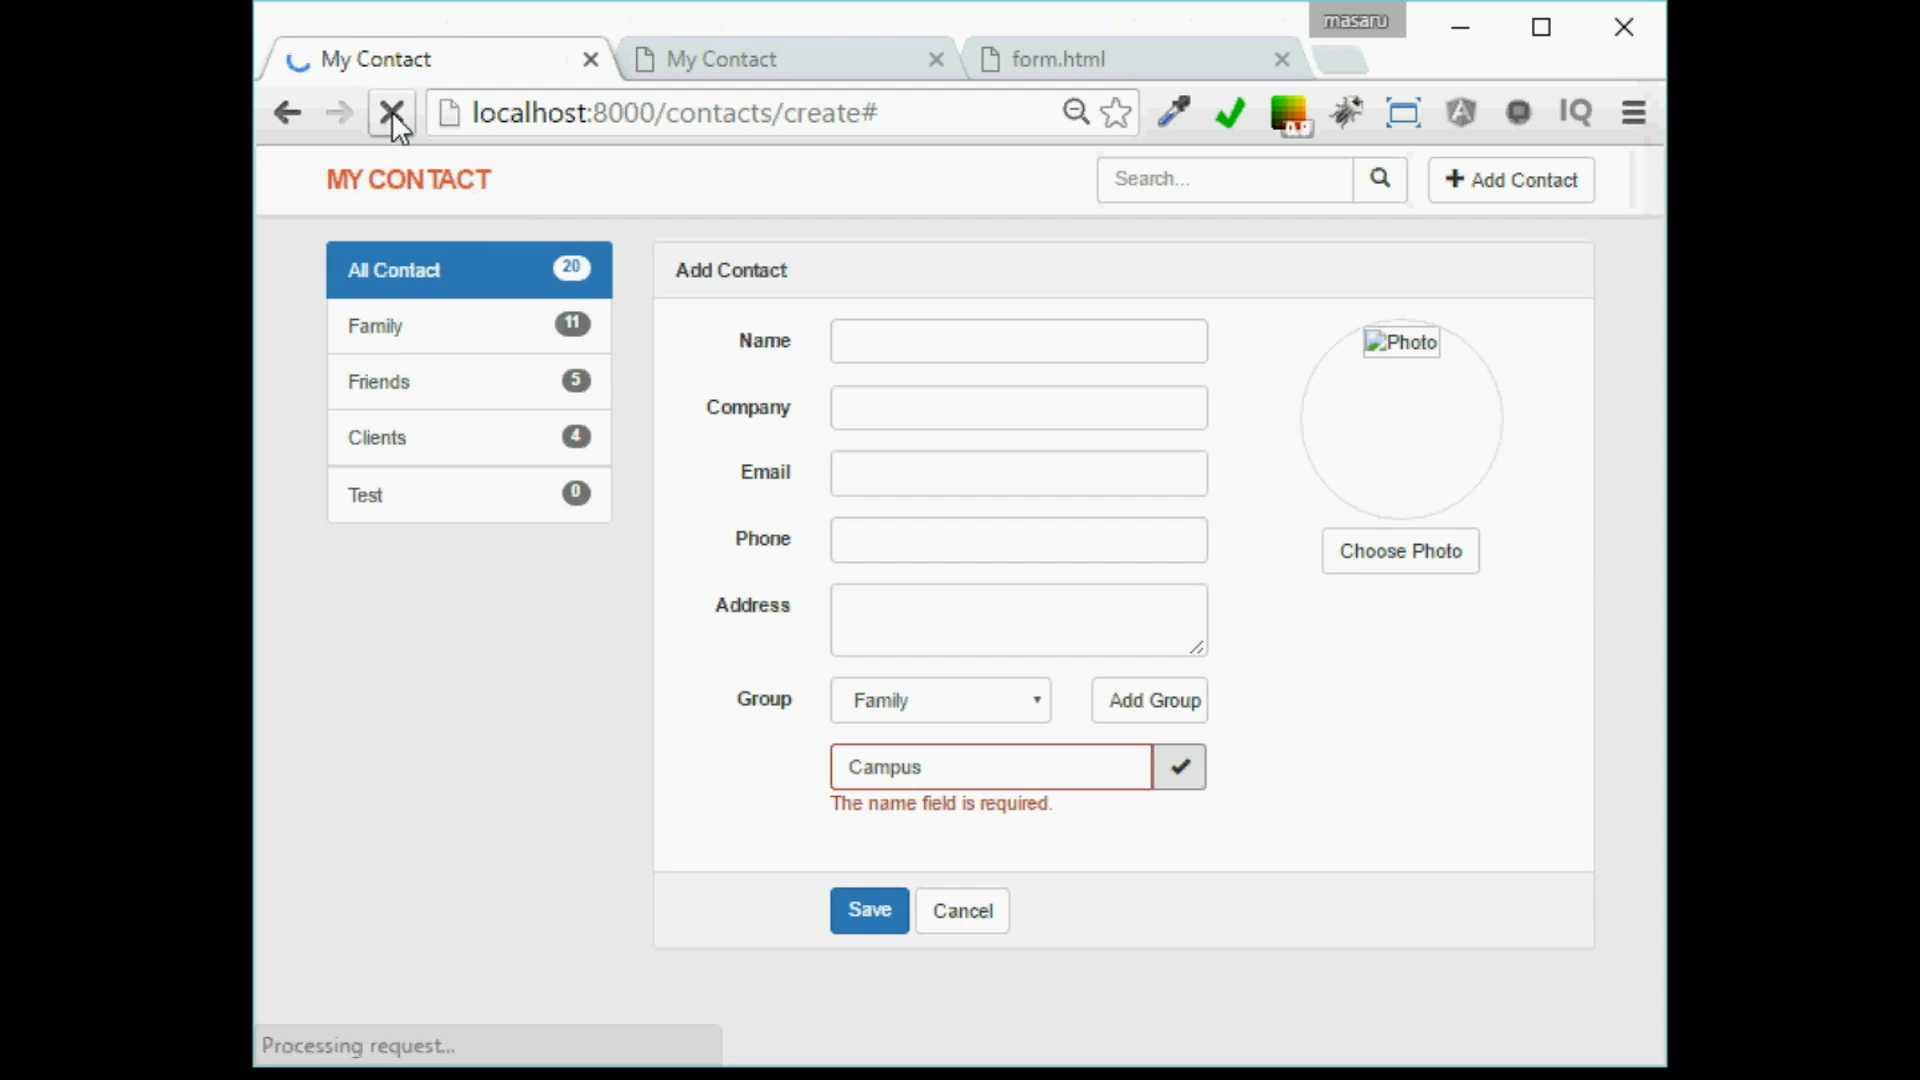 masaru
My Contact
My Contact
form.html
localhost:8000/contacts/create#
IQ
MY CONTACT
Search...
Add Contact
All Contact 20
Family 11
Friends 5
Clients 4
Test 0
Add Contact
Name
Photo
Company
Email
Phone
Choose Photo
Address
Group Family Add Group
Campus
The name field is required.
Save Cancel
Processing request...